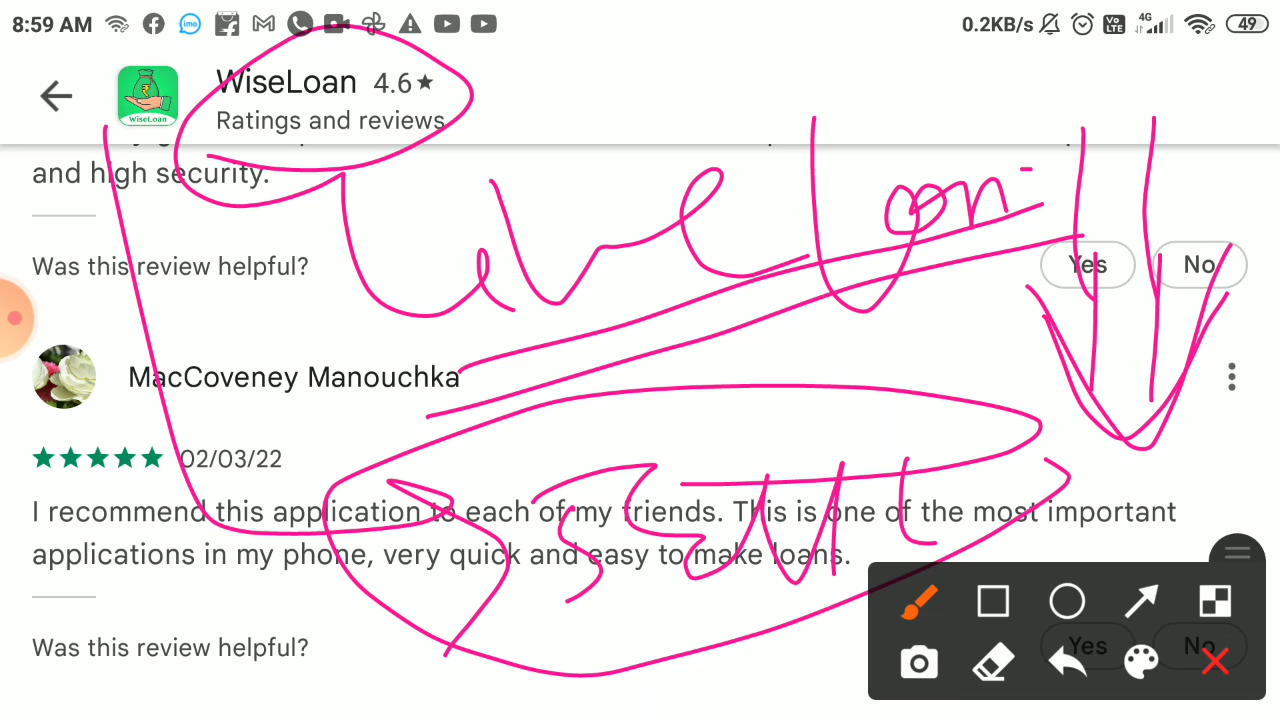 8:59 AM
0.2KB/s
Vo LTE
4G
49
WiseLoan 4.6★
WiseLoan
Ratings and reviews
and high security.
Was this review helpful?
Yes
No
MacCoveney Manouchka
02/03/22
I recommend this application to each of my friends. This is one of the most important
applications in my phone, very quick and easy to make loans.
Was this review helpful?
Yes
No